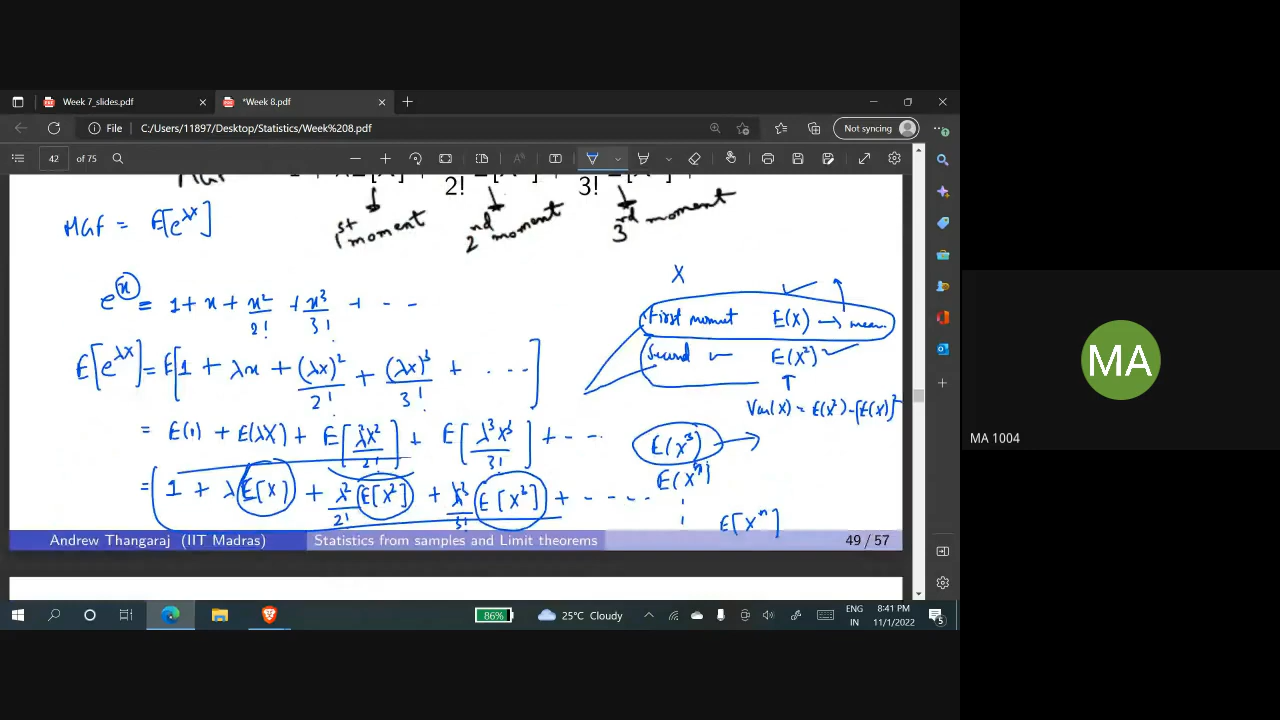 Week 7_slides.pdf
*Week 8.pdf
File C:/Users/11897/Desktop/Statistics/Week%208.pdf
Not syncing
42 of 75
MGF
2! 3!
1st moment 2nd moment 3rd moment
MGF = E[e^{λX}]
e^x = 1 + x + x²/2! + x³/3! + - -
X
First moment E(X) → mean
Second E(X²)
E[e^{λX}] = E[1 + λx + (λx)²/2! + (λx)³/3! + ....]
Var(X) = E(X²) - [E(X)]²
= E(1) + E(λX) + E[λ²X²/2!] + E[λ³X³/3!] + - - -
E(X³) →
= 1 + λE[X] + λ²/2! E[X²] + λ³/3! E[X³] + - - - -
E[X^n]
Andrew Thangaraj (IIT Madras) Statistics from samples and Limit theorems 49 / 57
86% 25°C Cloudy ENG IN 8:41 PM 11/1/2022 5
MA
MA 1004